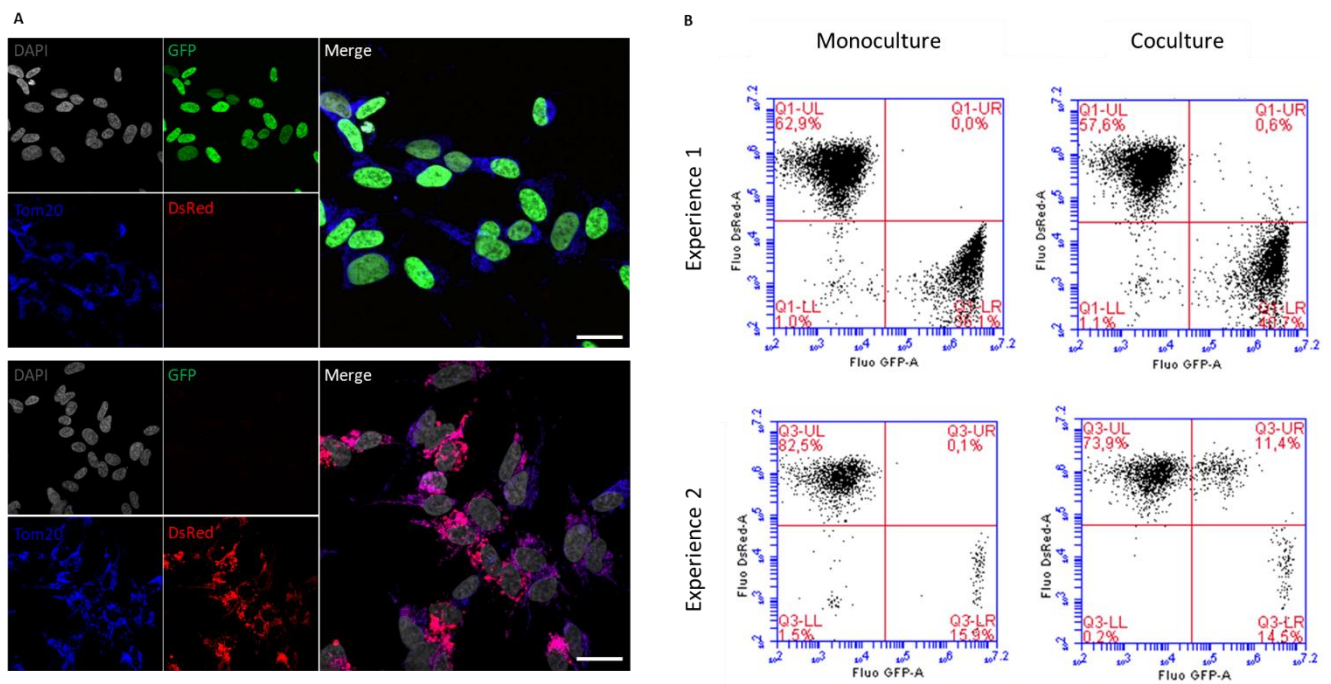 A
DAPI
GFP
Merge
Tom20
DsRed
DAPI
GFP
Merge
Tom20
DsRed
B
Monoculture
Coculture
Experience 1
Q1-UL
62,9%
Q1-UR
0,0%
Q1-LL
1,0%
Fluo DsRed-A
Fluo GFP-A
Q1-UL
57,6%
Q1-UR
0,6%
Q1-LL
1,1%
Fluo DsRed-A
Fluo GFP-A
Experience 2
Q3-UL
82,5%
Q3-UR
0,1%
Q3-LL
1,5%
Q3-LR
15,9%
Fluo DsRed-A
Fluo GFP-A
Q3-UL
73,9%
Q3-UR
11,4%
Q3-LL
0,2%
Q3-LR
14,5%
Fluo DsRed-A
Fluo GFP-A